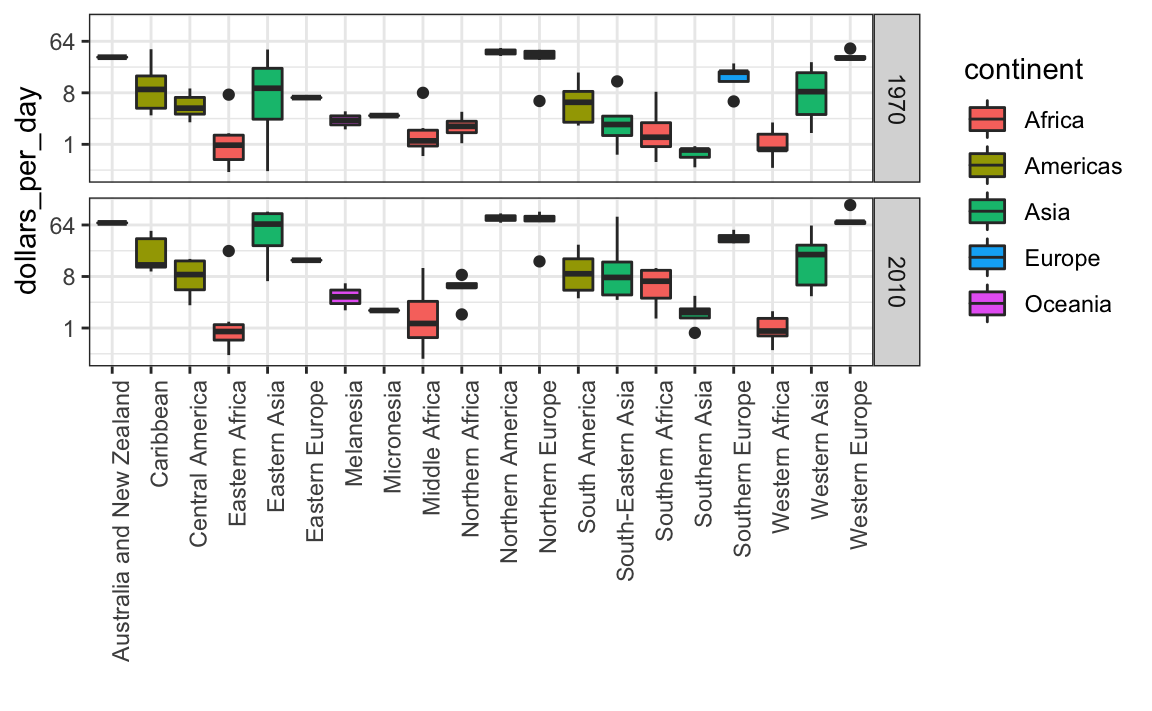 dollars_per_day
64
8
1
1970
64
8
1
2010
Australia and New Zealand
Caribbean
Central America
Eastern Africa
Eastern Asia
Eastern Europe
Melanesia
Micronesia
Middle Africa
Northern Africa
Northern America
Northern Europe
South America
South-Eastern Asia
Southern Africa
Southern Asia
Southern Europe
Western Africa
Western Asia
Western Europe
continent
Africa
Americas
Asia
Europe
Oceania